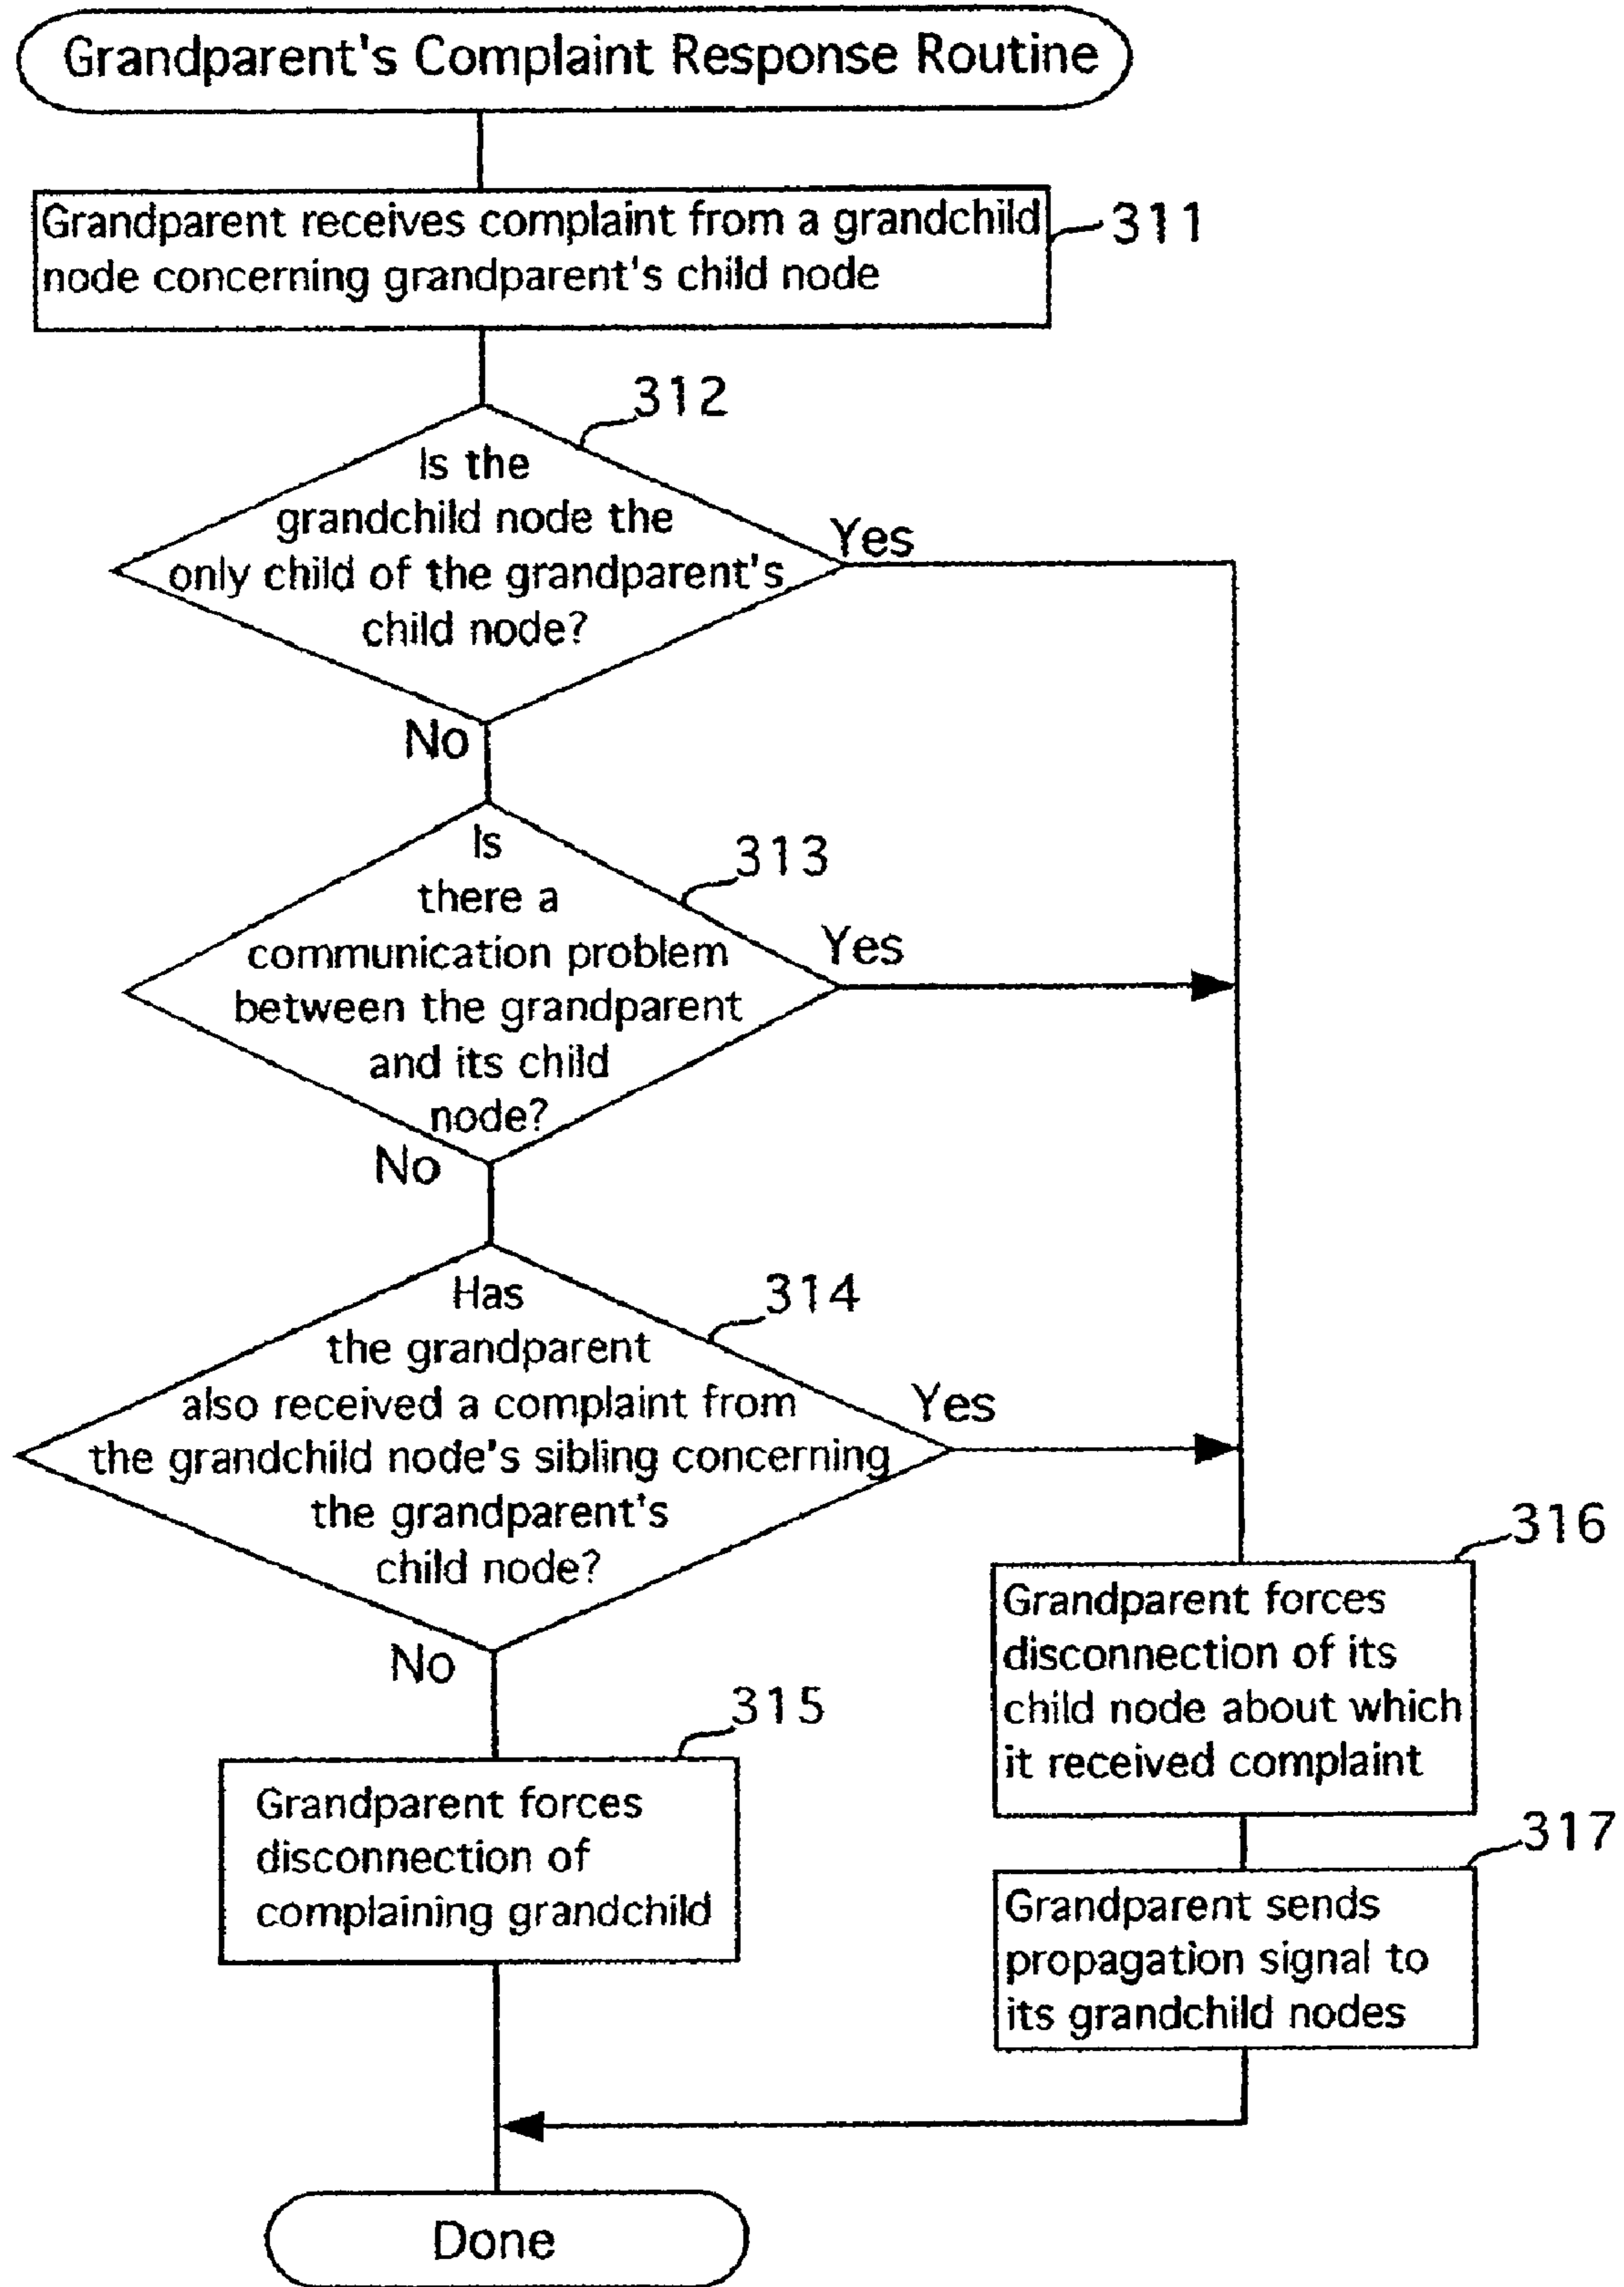 Grandparent's Complaint Response Routine
Grandparent receives complaint from a grandchild
node concerning grandparent's child node
311
312
Is the
grandchild node the
only child of the grandparent's
child node?
Yes
No
313
Is
there a
communication problem
between the grandparent
and its child
node?
Yes
No
314
Has
the grandparent
also received a complaint from
the grandchild node's sibling concerning
the grandparent's
child node?
Yes
No
315
Grandparent forces
disconnection of
complaining grandchild
316
Grandparent forces
disconnection of its
child node about which
it received complaint
317
Grandparent sends
propagation signal to
its grandchild nodes
Done